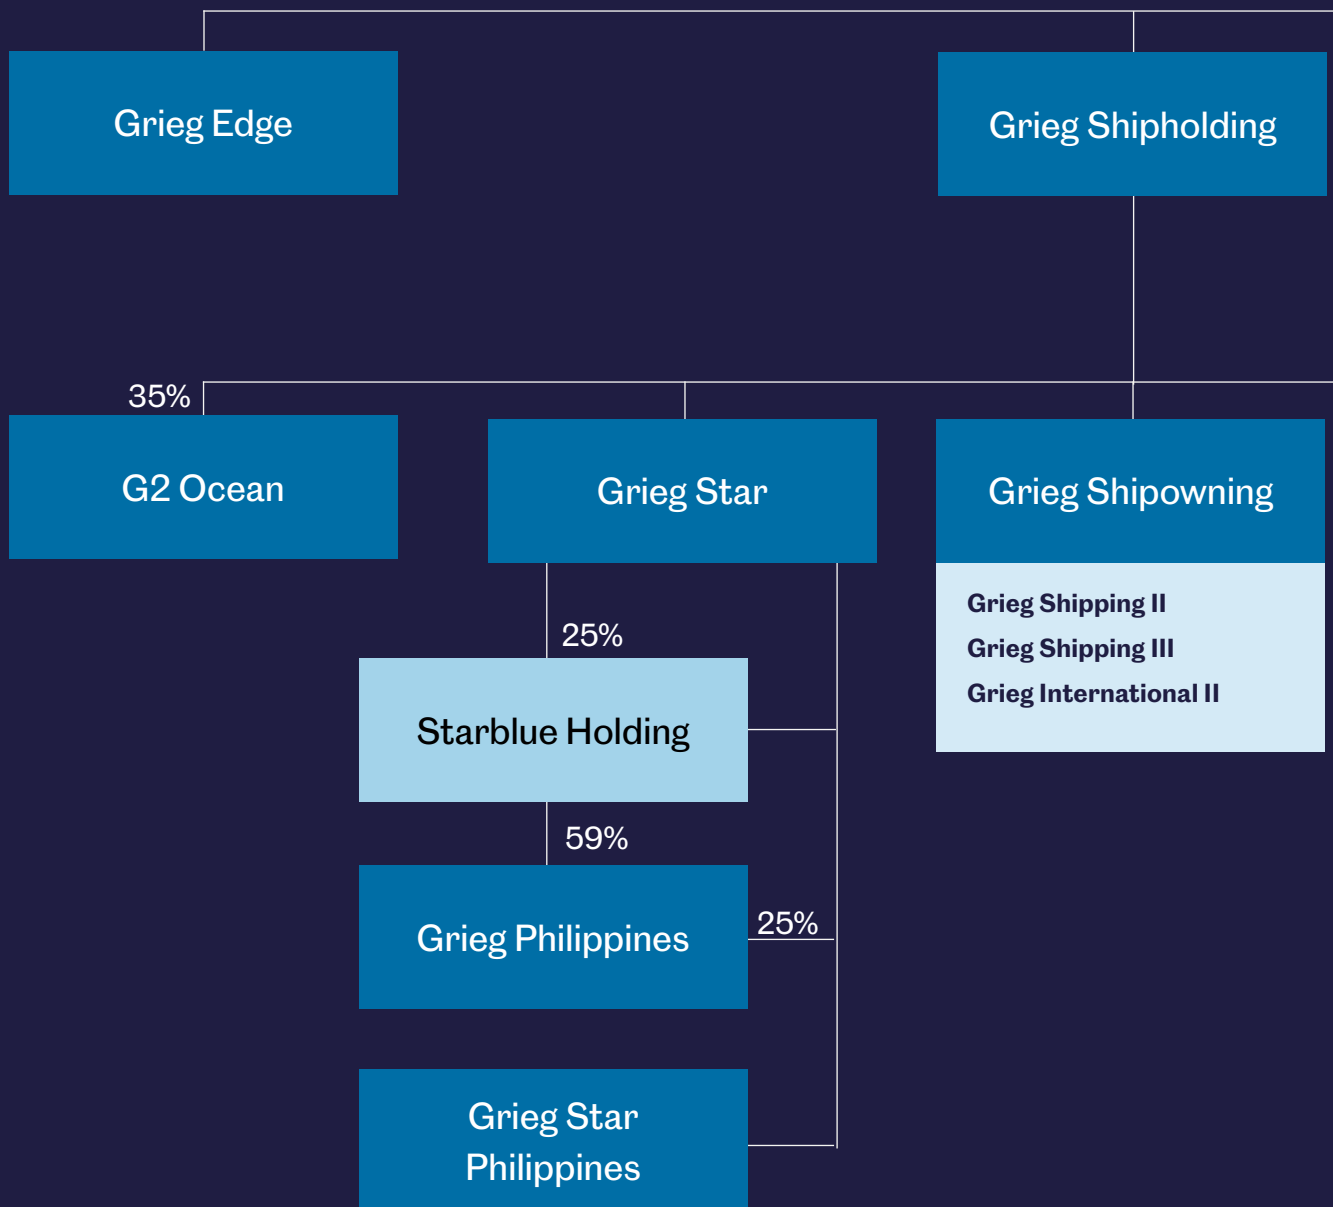 Grieg Edge
Grieg Shipholding
35%
G2 Ocean
Grieg Star
Grieg Shipowning
Grieg Shipping II
Grieg Shipping III
Grieg International II
25%
Starblue Holding
59%
Grieg Philippines
25%
Grieg Star
Philippines